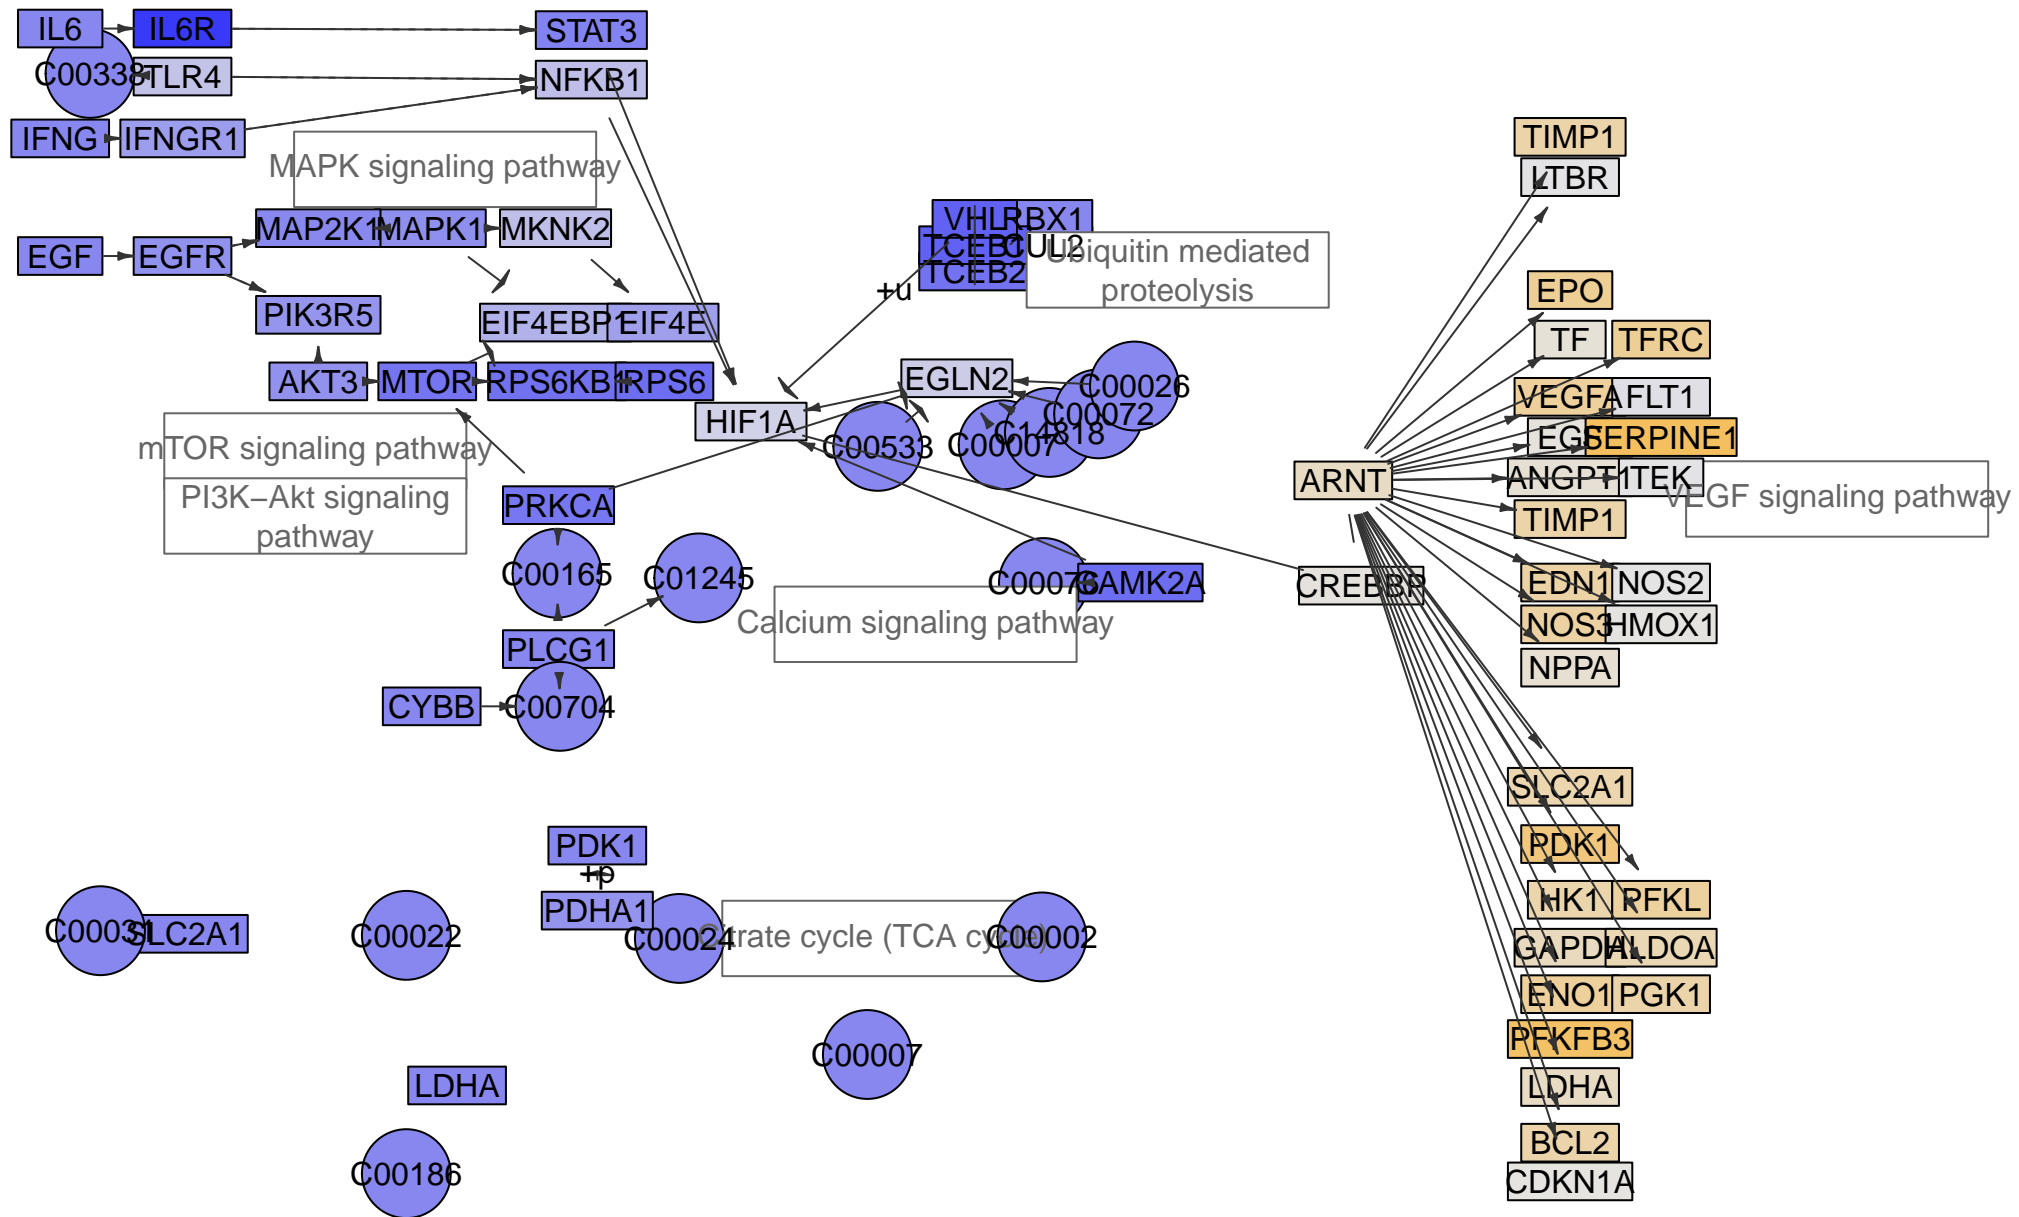 IL6
IL6R
STAT3
C00338
TLR4
NFKB1
IFNG
IFNGR1
MAPK signaling pathway
TIMP1
LTBR
MAP2K1
MAPK1
MKNK2
VHL
RBX1
EGF
EGFR
TCEB1
CUL2
TCEB2
Ubiquitin mediated
proteolysis
+u
PIK3R5
EIF4EBP1
EIF4E
EPO
TF
TFRC
AKT3
MTOR
RPS6KB1
RPS6
EGLN2
C00026
C00072
C14818
C00007
C00533
HIF1A
VEGFA
FLT1
EGF
SERPINE1
mTOR signaling pathway
PI3K–Akt signaling
pathway
ARNT
ANGPT1
TEK
VEGF signaling pathway
PRKCA
TIMP1
C00165
C01245
C00076
CAMK2A
CREBBP
EDN1
NOS2
Calcium signaling pathway
NOS3
HMOX1
PLCG1
NPPA
CYBB
C00704
SLC2A1
PDK1
+p
PDK1
PDHA1
HK1
PFKL
C00031
SLC2A1
C00022
C00024
Citrate cycle (TCA cycle)
C00002
GAPDH
ALDOA
ENO1
PGK1
C00007
PFKFB3
LDHA
LDHA
BCL2
C00186
CDKN1A